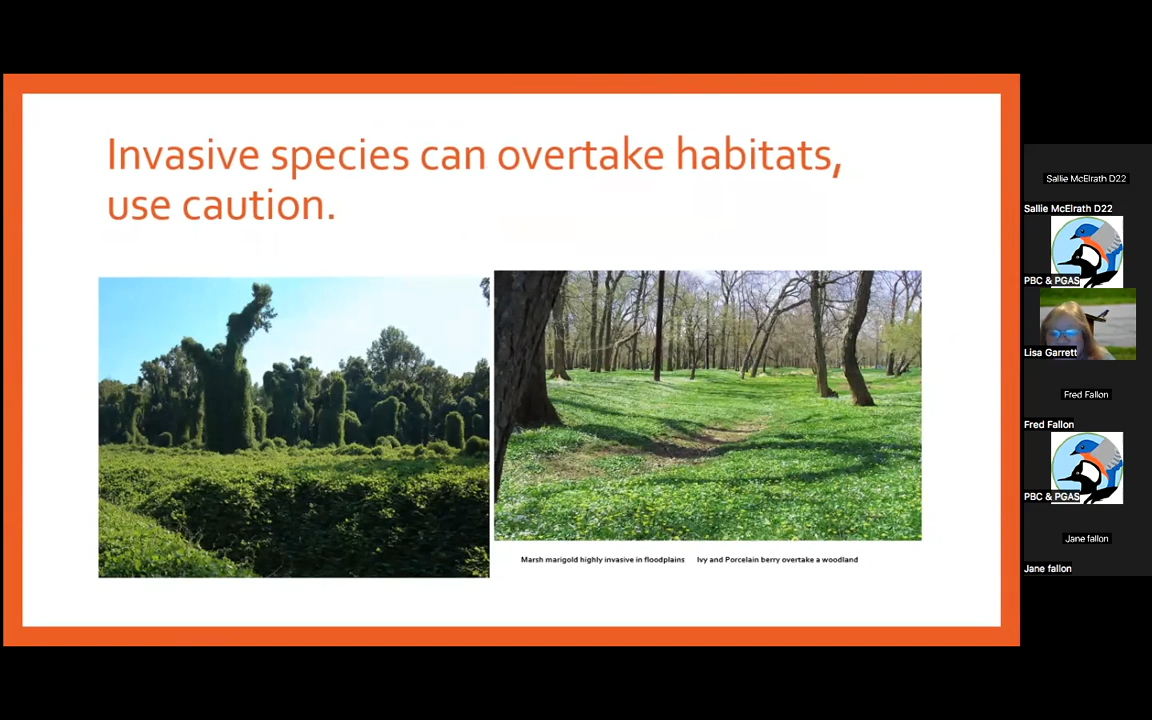 Invasive species can overtake habitats,
use caution.
Marsh marigold highly invasive in floodplains Ivy and Porcelain berry overtake a woodland
Sallie McElrath D22
Sallie McElrath D22
PBC & PGAS
Lisa Garrett
Fred Fallon
Fred Fallon
PBC & PGAS
Jane fallon
Jane fallon